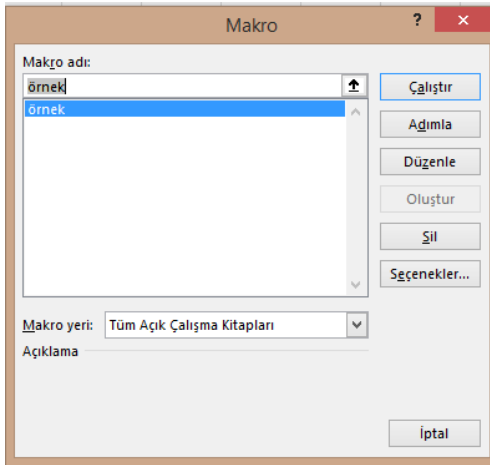 Makro
?
Makro adı:
örnek
örnek
Çalıştır
Adımla
Düzenle
Oluştur
Sil
Seçenekler...
Makro yeri: Tüm Açık Çalışma Kitapları
Açıklama
İptal